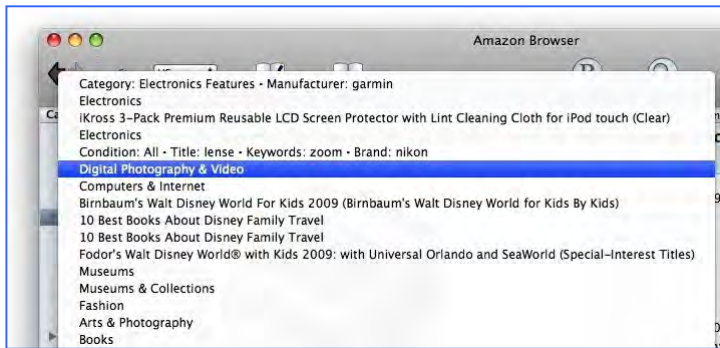 Amazon Browser
Category: Electronics Features • Manufacturer: garmin
Electronics
iKross 3-Pack Premium Reusable LCD Screen Protector with Lint Cleaning Cloth for iPod touch (Clear)
Electronics
Condition: All • Title: lense • Keywords: zoom • Brand: nikon
Digital Photography & Video
Computers & Internet
Birnbaum's Walt Disney World For Kids 2009 (Birnbaum's Walt Disney World for Kids By Kids)
10 Best Books About Disney Family Travel
10 Best Books About Disney Family Travel
Fodor's Walt Disney World® with Kids 2009: with Universal Orlando and SeaWorld (Special-Interest Titles)
Museums
Museums & Collections
Fashion
Arts & Photography
Books